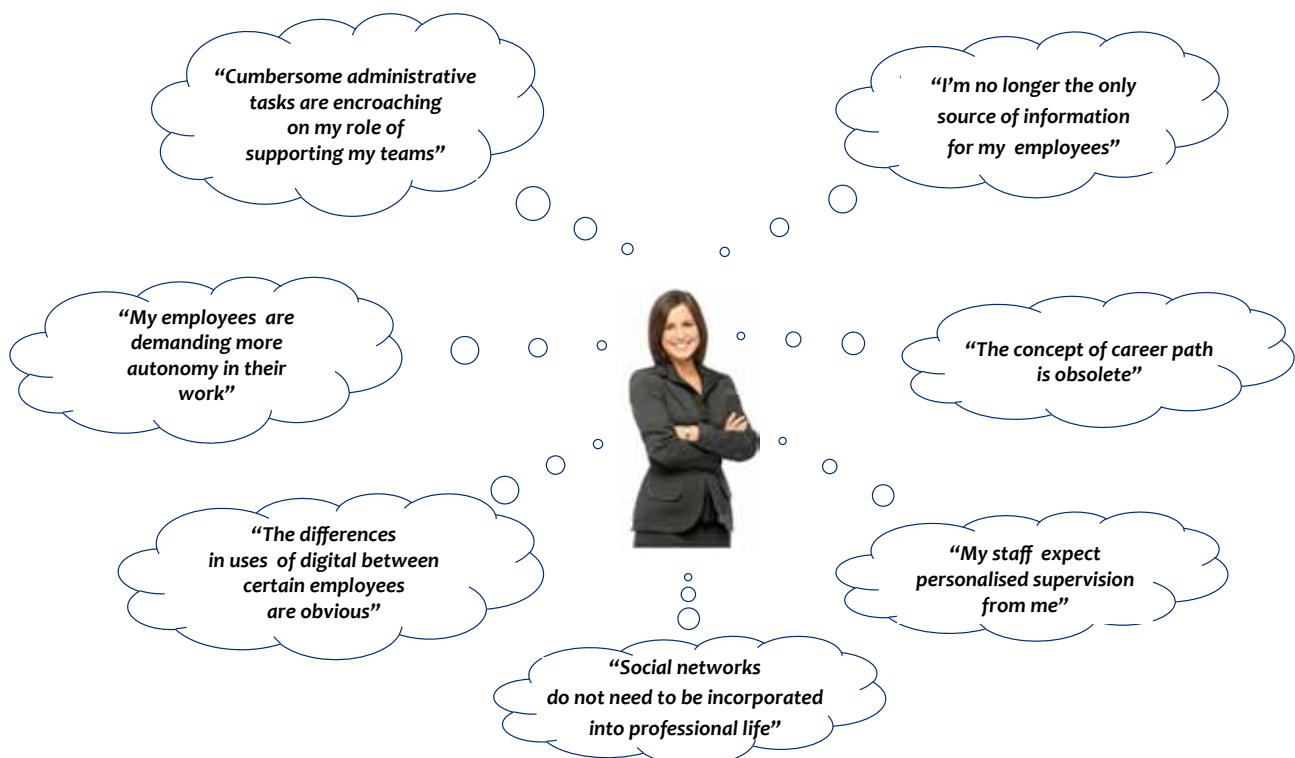 “Cumbersome administrative
tasks are encroaching
on my role of
supporting my teams”
“I’m no longer the only
source of information
for my employees”
“My employees are
demanding more
autonomy in their
work”
“The concept of career path
is obsolete”
“The differences
in uses of digital between
certain employees
are obvious”
“My staff expect
personalised supervision
from me”
“Social networks
do not need to be incorporated
into professional life”